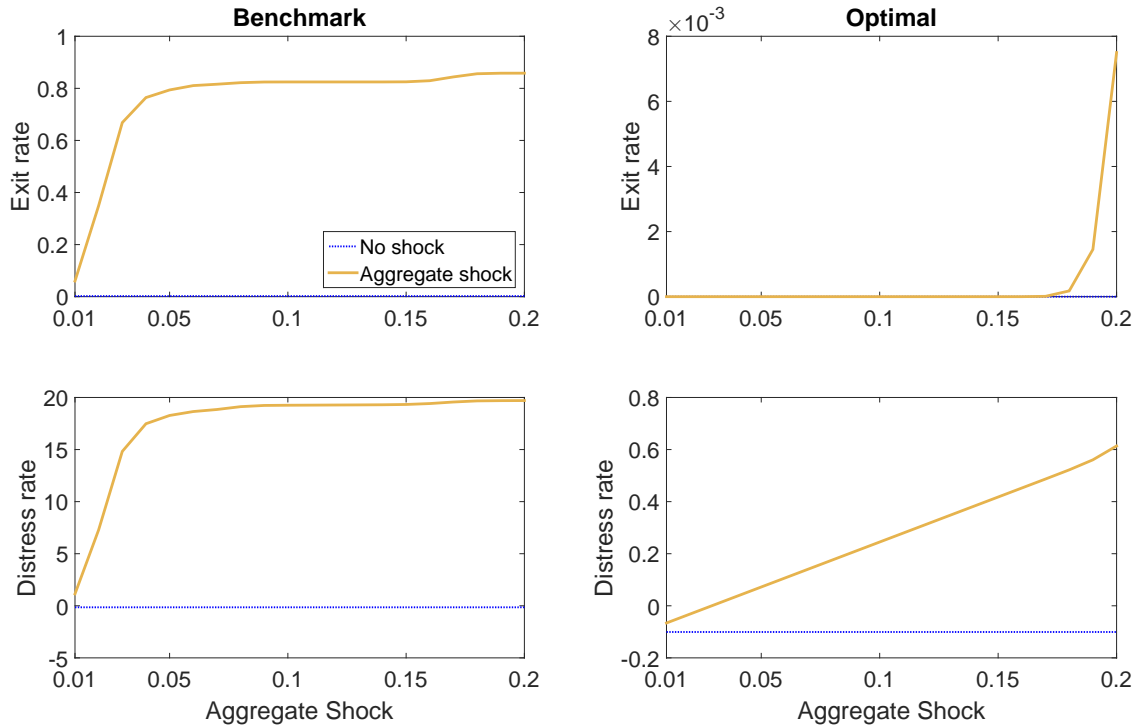 Benchmark
Exit rate
1
0.8
0.6
0.4
0.2
0
0.01 0.05 0.1 0.15 0.2
No shock
Aggregate shock
Optimal
×10⁻³
Exit rate
8
6
4
2
0
0.01 0.05 0.1 0.15 0.2
Distress rate
20
15
10
5
0
-5
0.01 0.05 0.1 0.15 0.2
Aggregate Shock
Distress rate
0.8
0.6
0.4
0.2
0
-0.2
0.01 0.05 0.1 0.15 0.2
Aggregate Shock